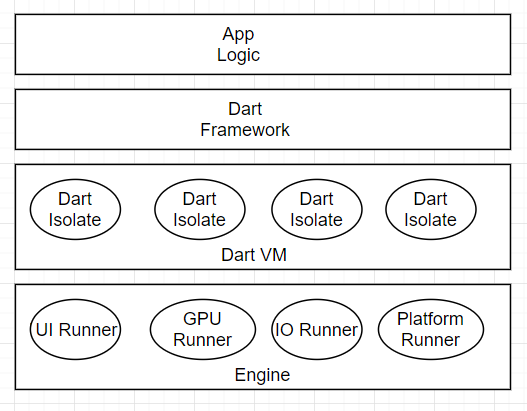 App
Logic
Dart
Framework
Dart
Isolate
Dart
Isolate
Dart
Isolate
Dart
Isolate
Dart VM
UI Runner
GPU
Runner
IO Runner
Platform
Runner
Engine